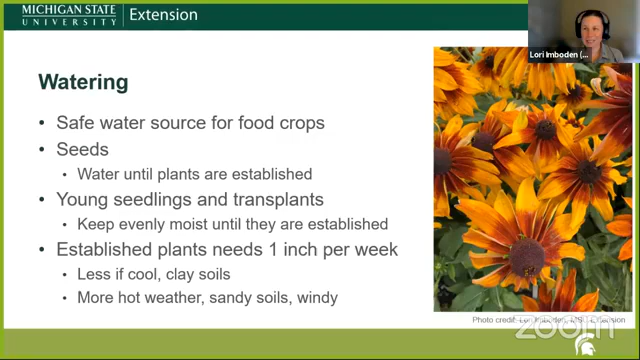 MICHIGAN STATE
UNIVERSITY
Extension
Lori Imboden (...
Watering
• Safe water source for food crops
• Seeds
• Water until plants are established
• Young seedlings and transplants
• Keep evenly moist until they are established
• Established plants needs 1 inch per week
• Less if cool, clay soils
• More hot weather, sandy soils, windy
Photo credit: Lori Imboden, MSU Extension
zoom